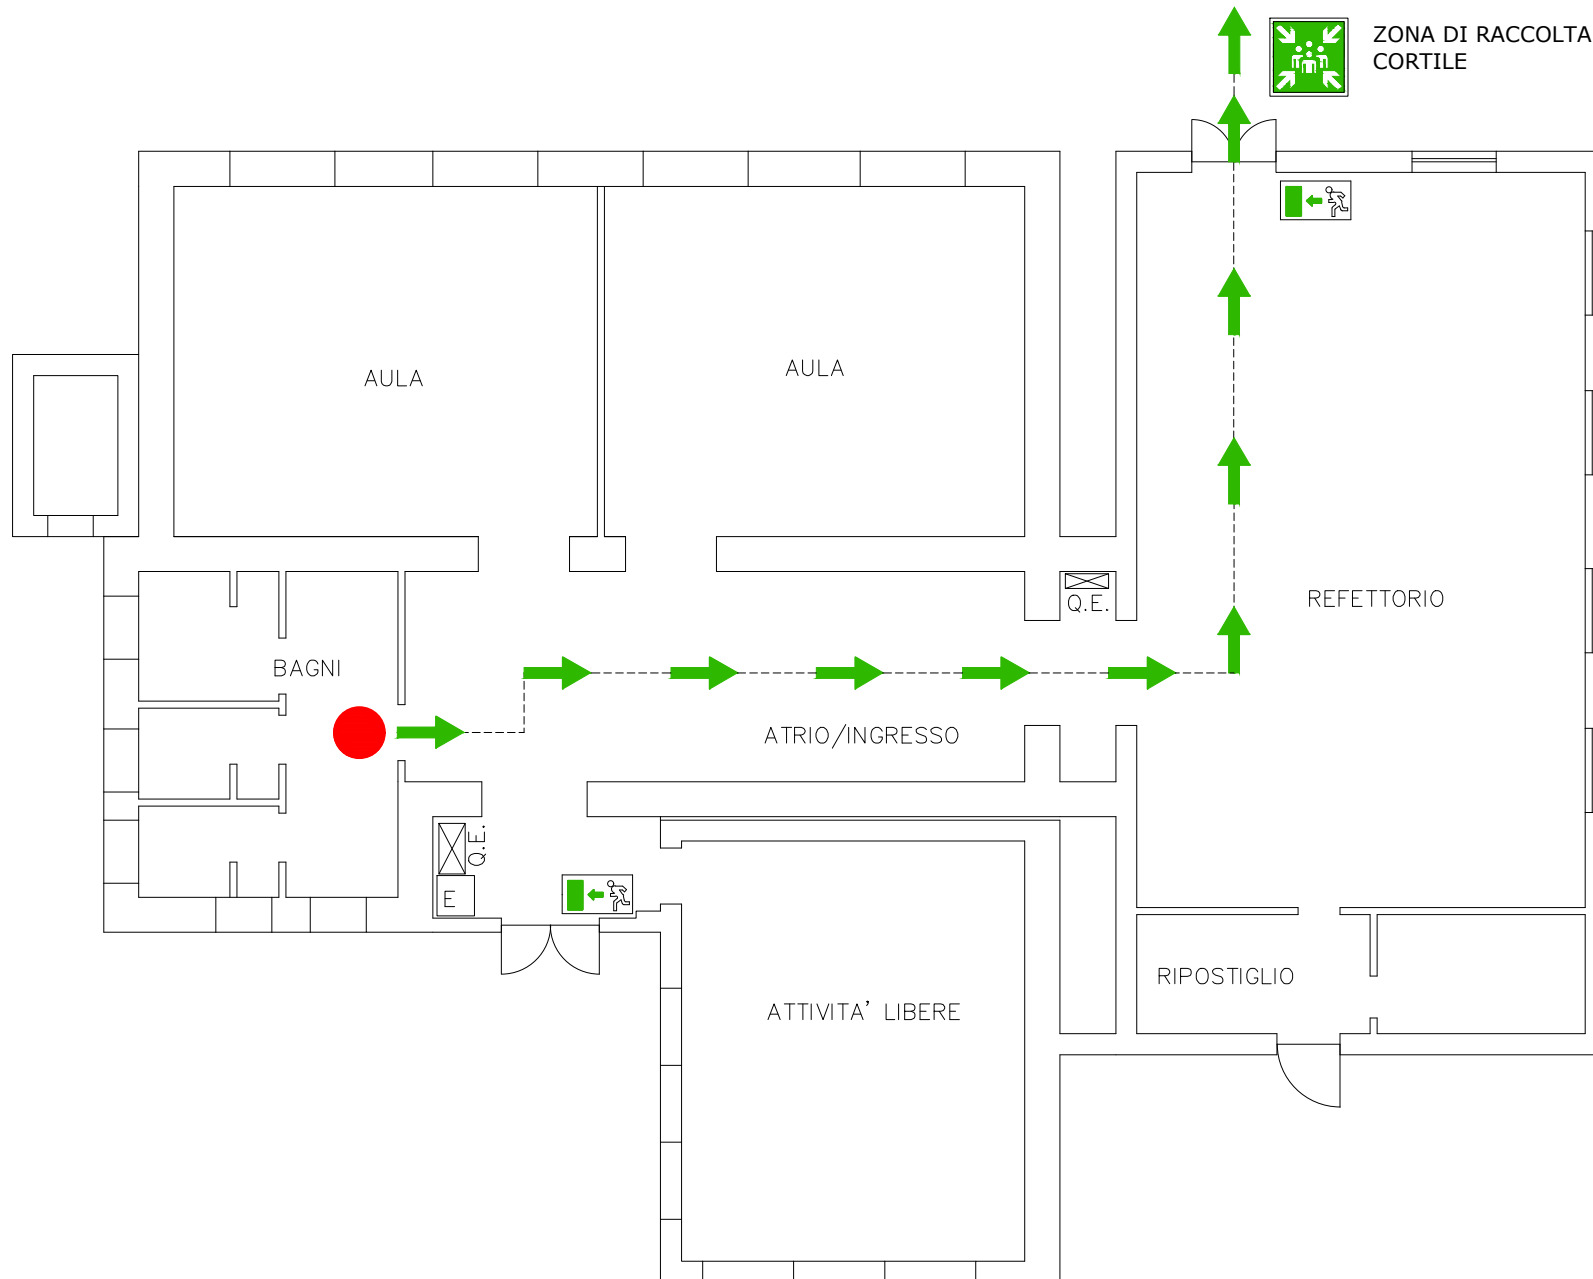 ZONA DI RACCOLTA
CORTILE
AULA
AULA
Q.E.
REFETTORIO
BAGNI
ATRIO/INGRESSO
Q.E.
E
RIPOSTIGLIO
ATTIVITA' LIBERE